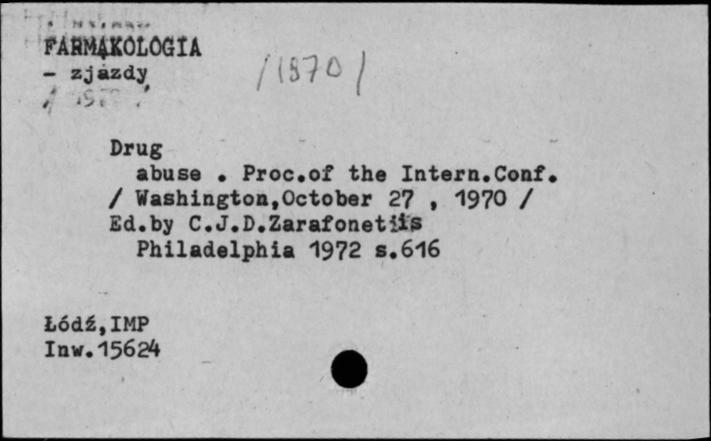 FARMAKOLOGIA
- zjazdy
/1970/
Drug
abuse . Proc.of the Intern.Conf.
/ Washington,October 27 , 1970 /
Ed.by C.J.D.Zarafonetis
Philadelphia 1972 s.616
Łódź,IMP
Inw.15624